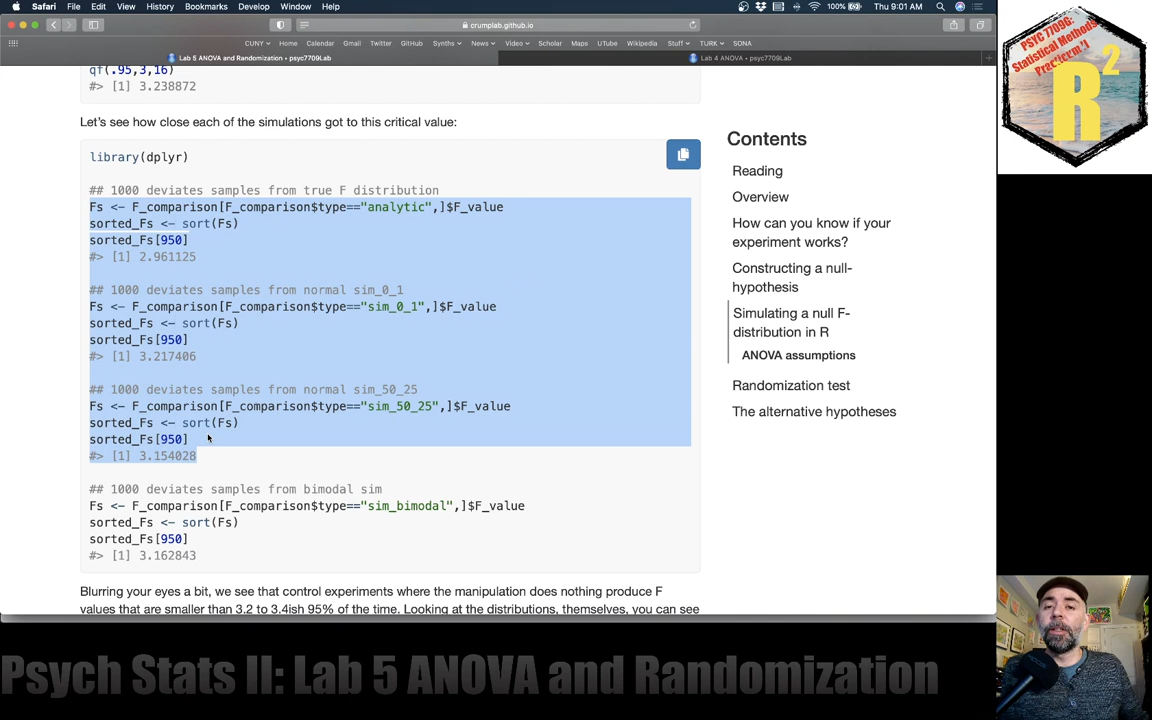 Safari File Edit View History Bookmarks Develop Window Help
100% Thu 9:01 AM
crumplab.github.io
CUNY Home Calendar Gmail Twitter GitHub Synths News Video Scholar Maps UTube Wikipedia Stuff TURK SONA
Lab 5 ANOVA and Randomization • psyc7709Lab
Lab 4 ANOVA • psyc7709Lab
qf(.95,3,16)
#> [1] 3.238872
Let's see how close each of the simulations got to this critical value:
library(dplyr)
## 1000 deviates samples from true F distribution
Fs <- F_comparison[F_comparison$type=="analytic",]$F_value
sorted_Fs <- sort(Fs)
sorted_Fs[950]
#> [1] 2.961125
## 1000 deviates samples from normal sim_0_1
Fs <- F_comparison[F_comparison$type=="sim_0_1",]$F_value
sorted_Fs <- sort(Fs)
sorted_Fs[950]
#> [1] 3.217406
## 1000 deviates samples from normal sim_50_25
Fs <- F_comparison[F_comparison$type=="sim_50_25",]$F_value
sorted_Fs <- sort(Fs)
sorted_Fs[950]
#> [1] 3.154028
## 1000 deviates samples from bimodal sim
Fs <- F_comparison[F_comparison$type=="sim_bimodal",]$F_value
sorted_Fs <- sort(Fs)
sorted_Fs[950]
#> [1] 3.162843
Blurring your eyes a bit, we see that control experiments where the manipulation does nothing produce F
values that are smaller than 3.2 to 3.4ish 95% of the time. Looking at the distributions, themselves, you can see
Contents
Reading
Overview
How can you know if your
experiment works?
Constructing a null-
hypothesis
Simulating a null F-
distribution in R
ANOVA assumptions
Randomization test
The alternative hypotheses
PSYC 7709G:
Statistical Methods
Practicum I
R2
Psych Stats II: Lab 5 ANOVA and Randomization